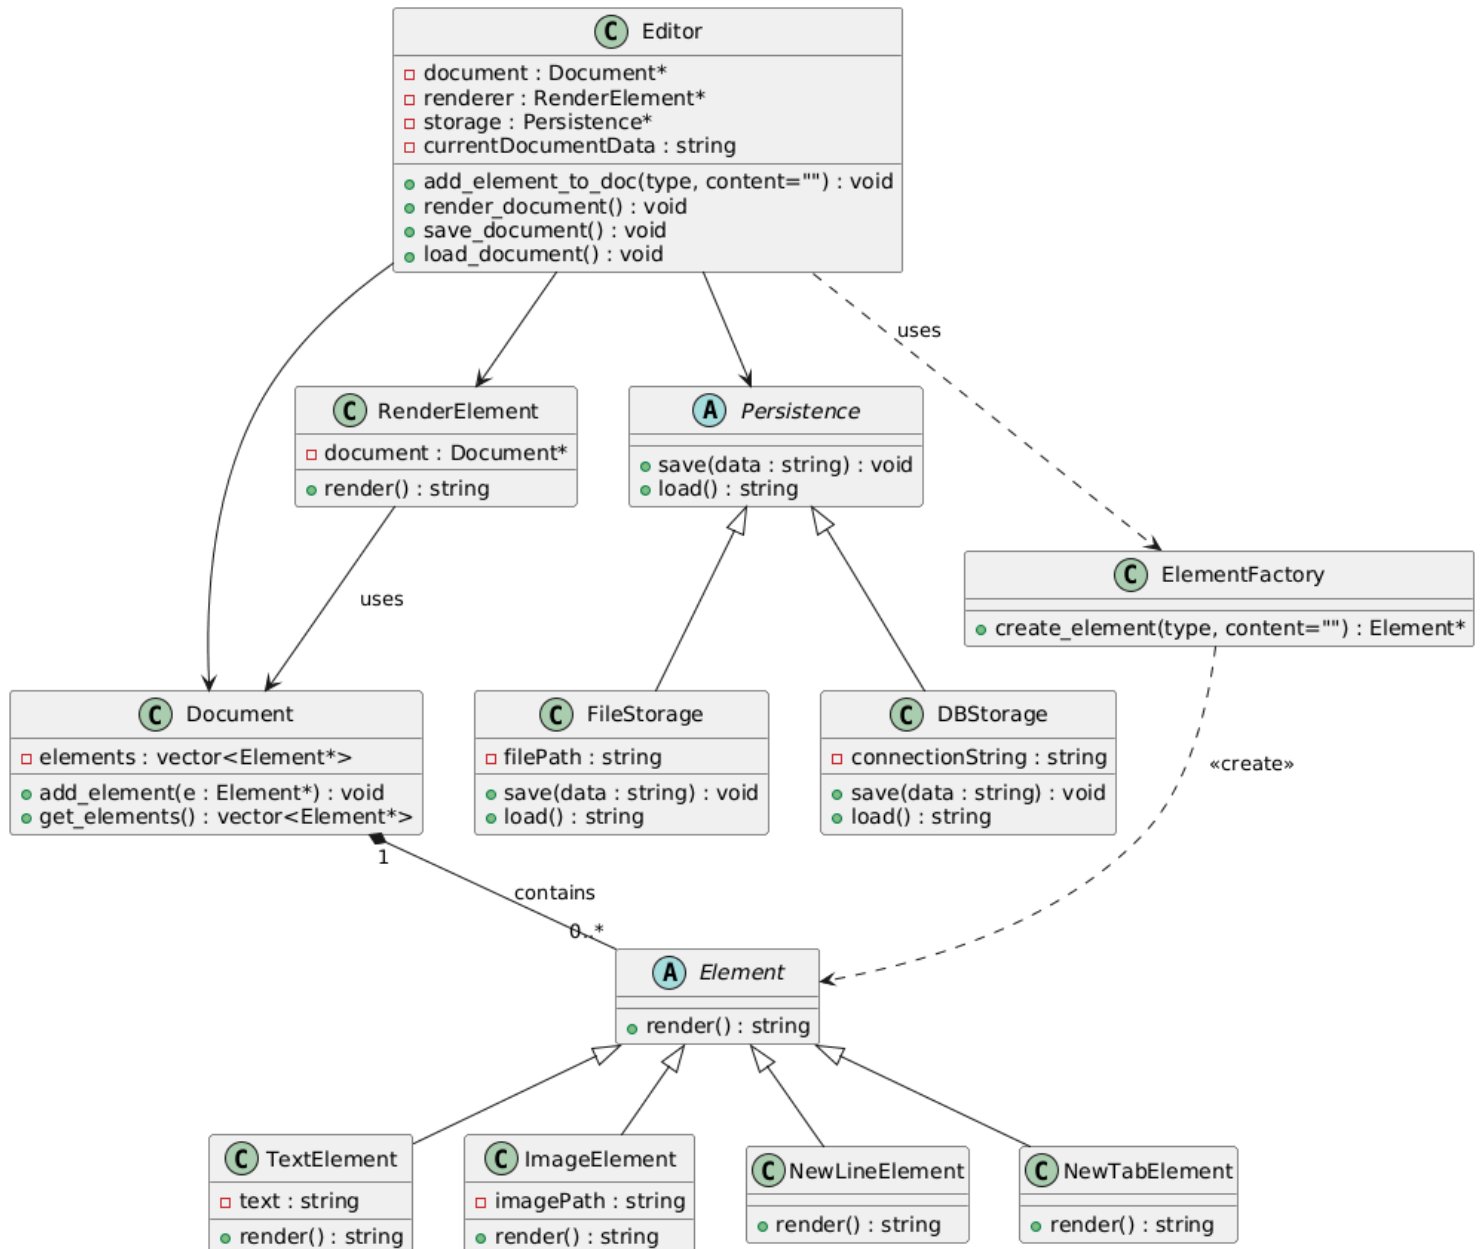 C Editor
document : Document*
renderer : RenderElement*
storage : Persistence*
currentDocumentData : string
add_element_to_doc(type, content="") : void
render_document() : void
save_document() : void
load_document() : void
uses
C RenderElement
document : Document*
render() : string
A Persistence
save(data : string) : void
load() : string
C ElementFactory
create_element(type, content="") : Element*
uses
C Document
elements : vector<Element*>
add_element(e : Element*) : void
get_elements() : vector<Element*>
C FileStorage
filePath : string
save(data : string) : void
load() : string
C DBStorage
connectionString : string
save(data : string) : void
load() : string
«create»
1
contains
0..*
A Element
render() : string
C TextElement
text : string
render() : string
C ImageElement
imagePath : string
render() : string
C NewLineElement
render() : string
C NewTabElement
render() : string